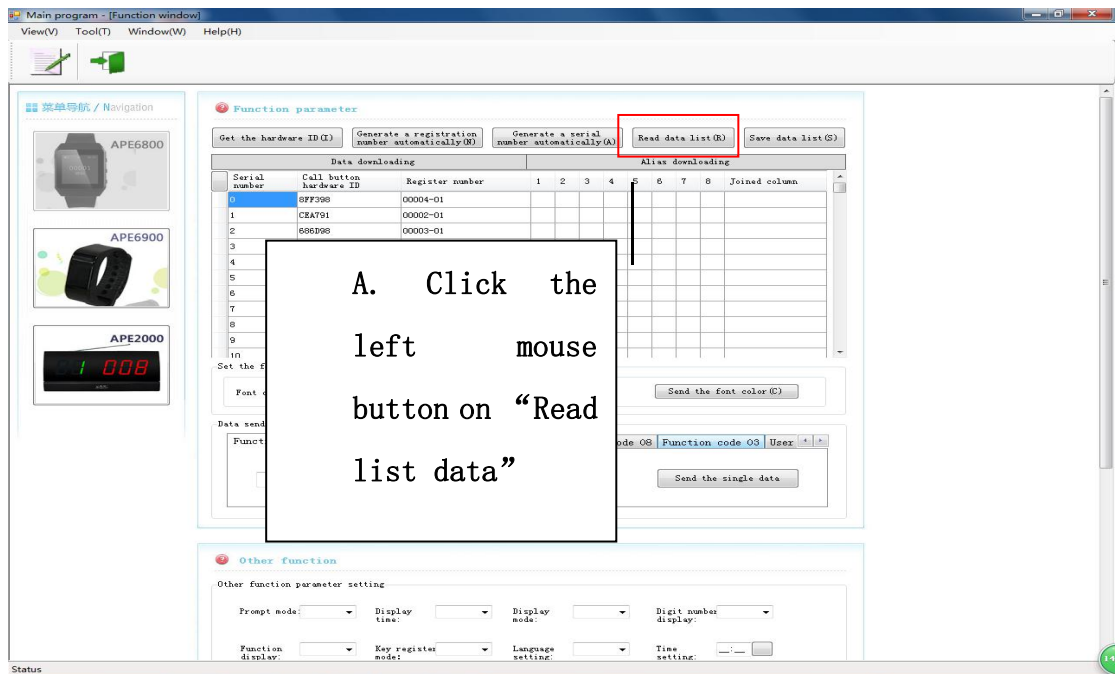 Main program - [Function window]
View(V) Tool(T) Window(W) Help(H)
菜单导航 / Navigation
APE6800
APE6900
APE2000
1 008
Function parameter
Get the hardware ID(I)
Generate a registration
number automatically(N)
Generate a serial
number automatically(A)
Read data list(R)
Save data list(S)
Data downloading
Alias downloading
Serial
number
Call button
hardware ID
Register number
1 2 3 4 5 6 7 8 Joined column
0 8FF398 00004-01
1 CEA791 00002-01
2 686D98 00003-01
3
4
5
6
7
8
9
10
A. Click the
left mouse
button on “Read
list data”
Set the f
Font
Send the font color(C)
Data send
Funct
ode 08 Function code 03 User
Send the single data
Other function
Other function parameter setting
Prompt mode:
Display
time:
Display
mode:
Digit number
display:
Function
display:
Key register
mode:
Language
setting:
Time
setting:
__:__
Status
14